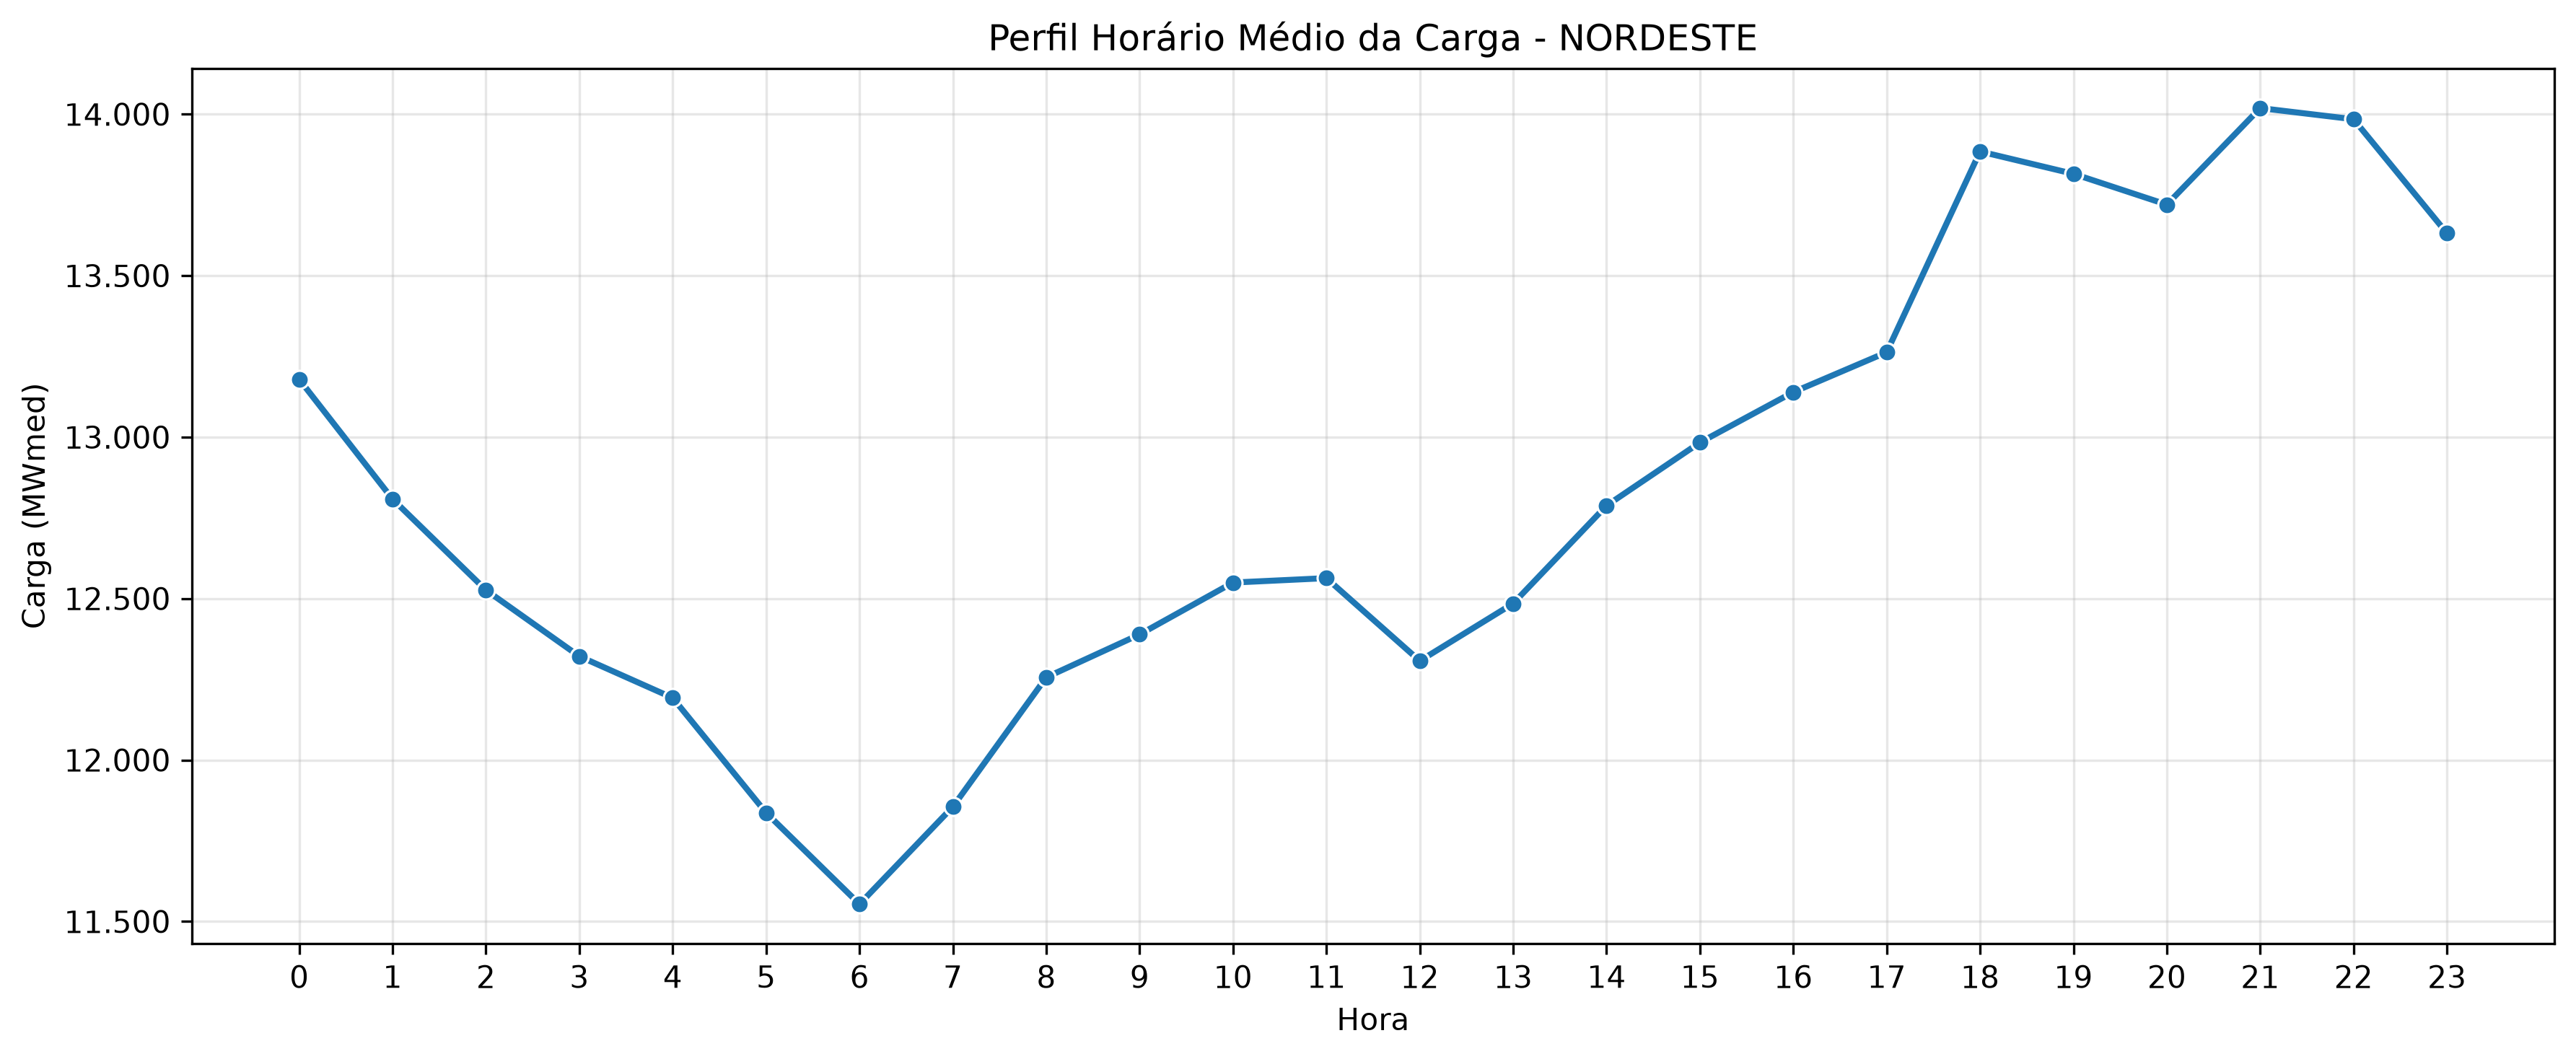 Perfil Horário Médio da Carga - NORDESTE
Carga (MWmed)
14.000
13.500
13.000
12.500
12.000
11.500
0 1 2 3 4 5 6 7 8 9 10 11 12 13 14 15 16 17 18 19 20 21 22 23
Hora